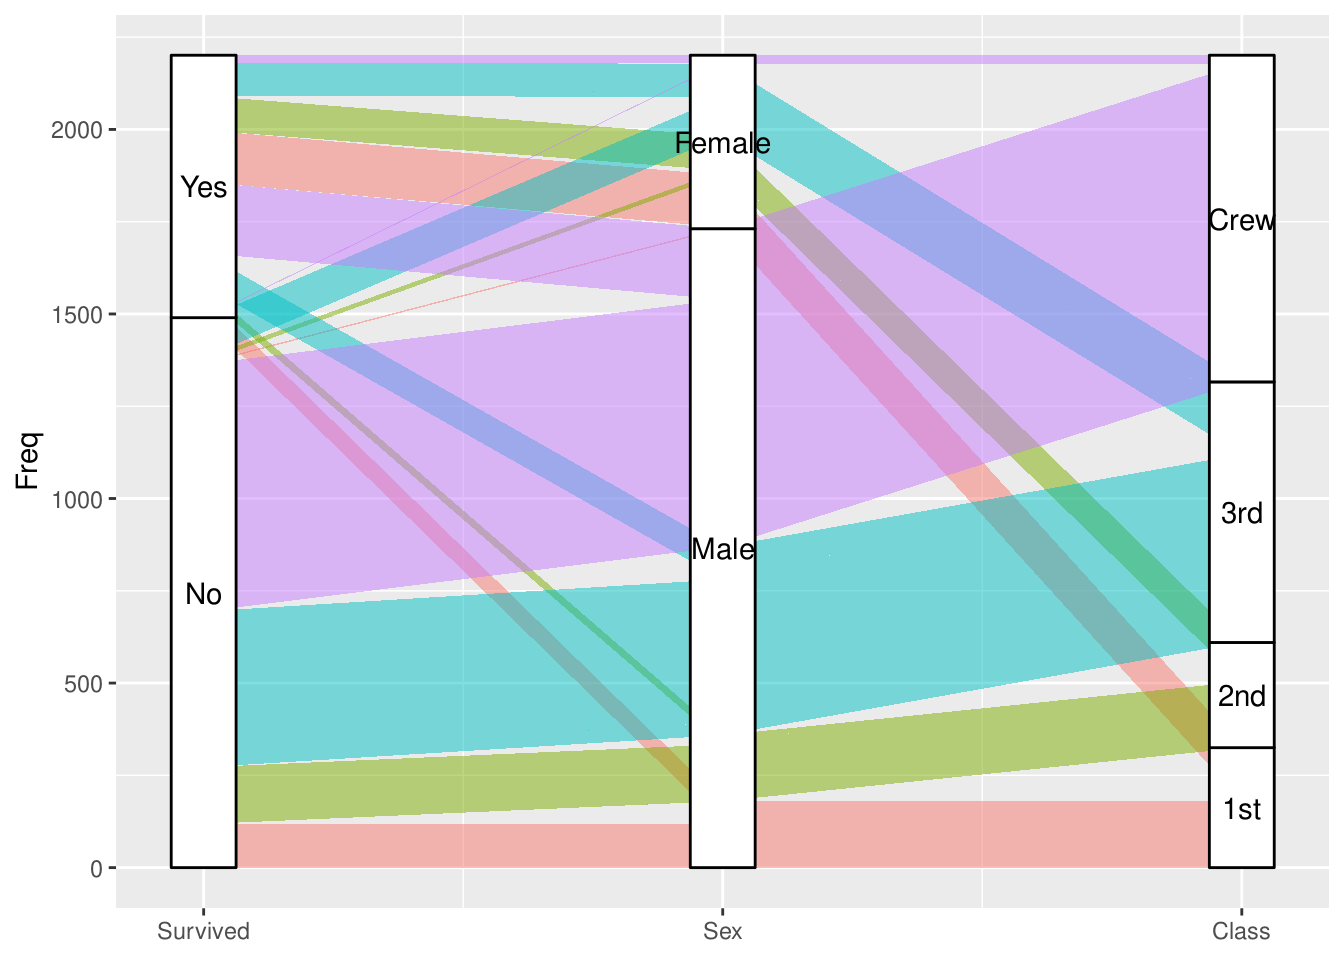 Freq
2000
1500
1000
500
0
Yes
No
Female
Male
Crew
3rd
2nd
1st
Survived
Sex
Class